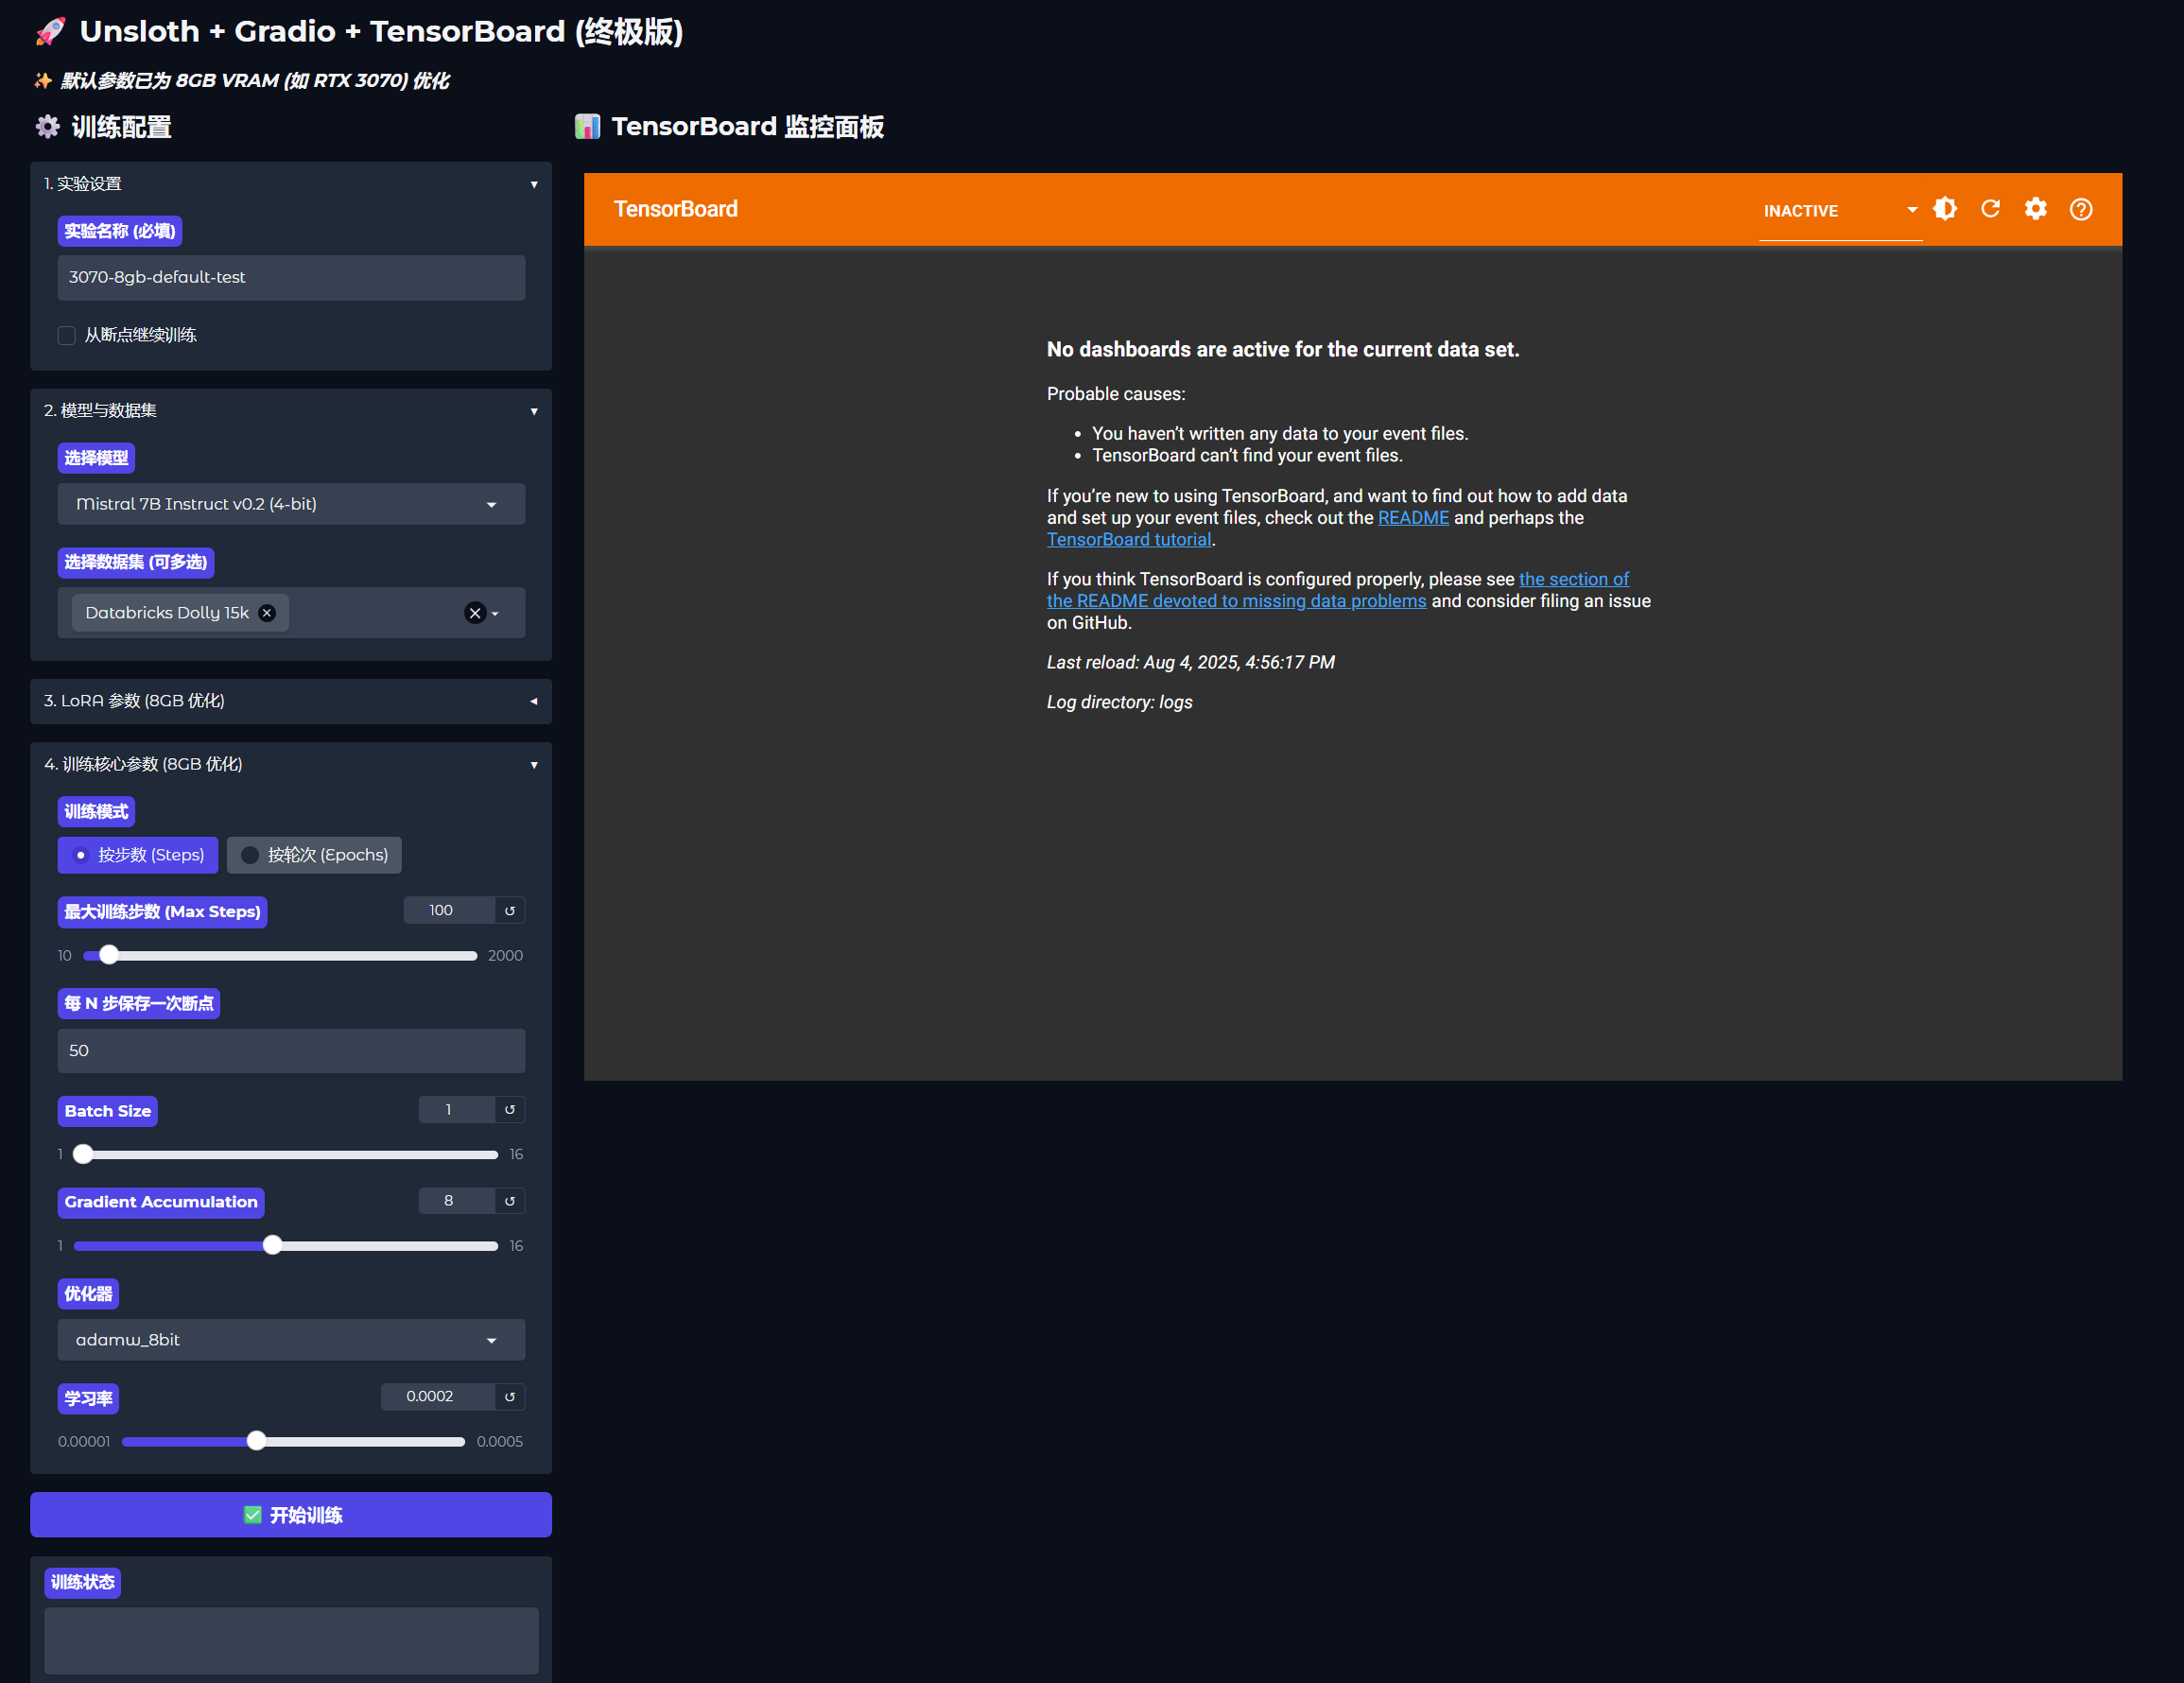 🚀 Unsloth + Gradio + TensorBoard (终极版)
✨ 默认参数已为 8GB VRAM (如 RTX 3070) 优化
⚙️ 训练配置
1. 实验设置
实验名称 (必填)
3070-8gb-default-test
从断点继续训练
2. 模型与数据集
选择模型
Mistral 7B Instruct v0.2 (4-bit)
选择数据集 (可多选)
Databricks Dolly 15k
3. LoRA 参数 (8GB 优化)
4. 训练核心参数 (8GB 优化)
训练模式
按步数 (Steps) 按轮次 (Epochs)
最大训练步数 (Max Steps) 100
10 2000
每 N 步保存一次断点
50
Batch Size 1
1 16
Gradient Accumulation 8
1 16
优化器
adamw_8bit
学习率 0.0002
0.00001 0.0005
✅ 开始训练
训练状态
📊 TensorBoard 监控面板
TensorBoard INACTIVE
No dashboards are active for the current data set.
Probable causes:
• You haven’t written any data to your event files.
• TensorBoard can’t find your event files.
If you’re new to using TensorBoard, and want to find out how to add data
and set up your event files, check out the README and perhaps the
TensorBoard tutorial.
If you think TensorBoard is configured properly, please see the section of
the README devoted to missing data problems and consider filing an issue
on GitHub.
Last reload: Aug 4, 2025, 4:56:17 PM
Log directory: logs